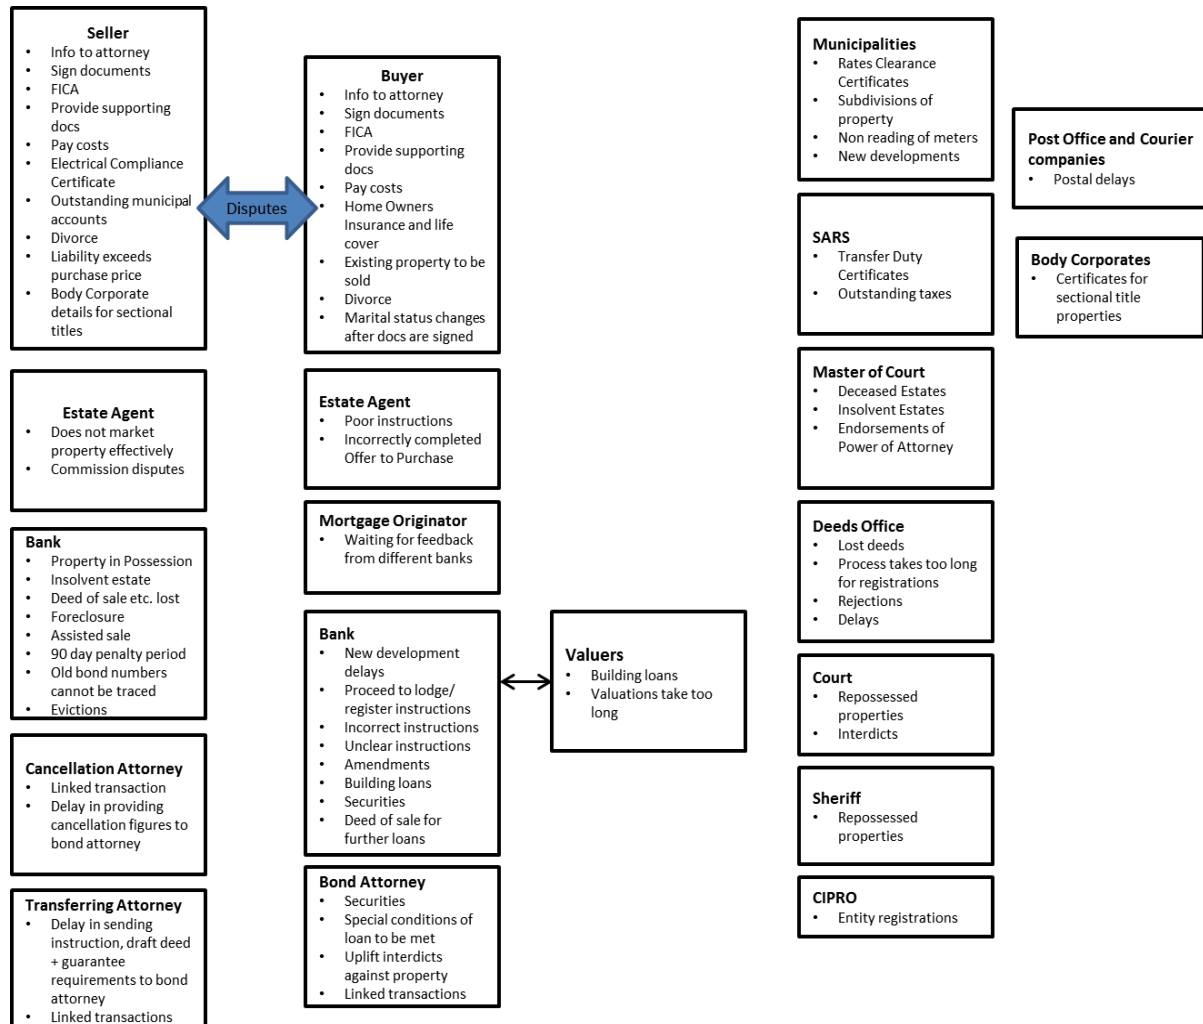 Seller
• Info to attorney
• Sign documents
• FICA
• Provide supporting
docs
• Pay costs
• Electrical Compliance
Certificate
• Outstanding municipal
accounts
• Divorce
• Liability exceeds
purchase price
• Body Corporate
details for sectional
titles
Disputes
Buyer
• Info to attorney
• Sign documents
• FICA
• Provide supporting
docs
• Pay costs
• Home Owners
Insurance and life
cover
• Existing property to be
sold
• Divorce
• Marital status changes
after docs are signed
Estate Agent
• Does not market
property effectively
• Commission disputes
Bank
• Property in Possession
• Insolvent estate
• Deed of sale etc. lost
• Foreclosure
• Assisted sale
• 90 day penalty period
• Old bond numbers
cannot be traced
• Evictions
Cancellation Attorney
• Linked transaction
• Delay in providing
cancellation figures to
bond attorney
Transferring Attorney
• Delay in sending
instruction, draft deed
+ guarantee
requirements to bond
attorney
• Linked transactions
Estate Agent
• Poor instructions
• Incorrectly completed
Offer to Purchase
Mortgage Originator
• Waiting for feedback
from different banks
Bank
• New development
delays
• Proceed to lodge/
register instructions
• Incorrect instructions
• Unclear instructions
• Amendments
• Building loans
• Securities
• Deed of sale for
further loans
Bond Attorney
• Securities
• Special conditions of
loan to be met
• Uplift interdicts
against property
• Linked transactions
Valuers
• Building loans
• Valuations take too
long
Municipalities
• Rates Clearance
Certificates
• Subdivisions of
property
• Non reading of meters
• New developments
SARS
• Transfer Duty
Certificates
• Outstanding taxes
Master of Court
• Deceased Estates
• Insolvent Estates
• Endorsements of
Power of Attorney
Deeds Office
• Lost deeds
• Process takes too long
for registrations
• Rejections
• Delays
Court
• Repossessed
properties
• Interdicts
Sheriff
• Repossessed
properties
CIPRO
• Entity registrations
Post Office and Courier
companies
• Postal delays
Body Corporates
• Certificates for
sectional title
properties